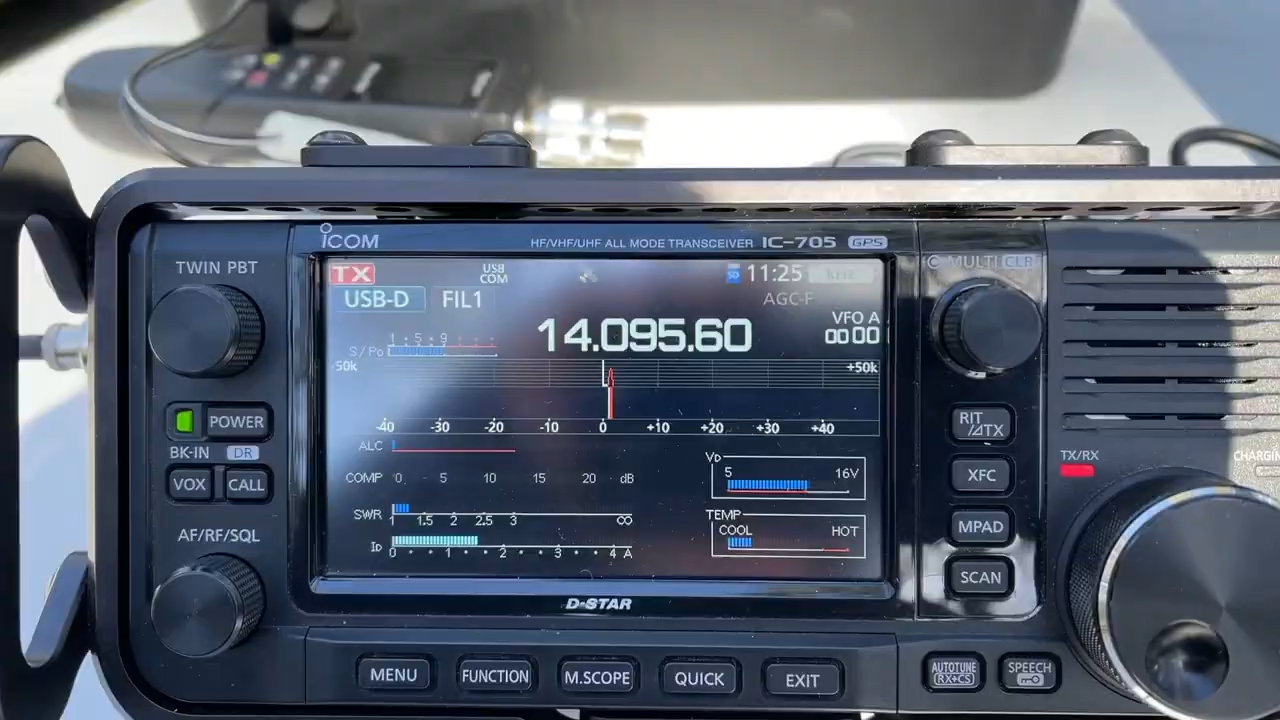 ICOM HF/VHF/UHF ALL MODE TRANSCEIVER IC-705 GPS
TWIN PBT
MULTI CLR
TX USB COM SD 11:25
USB-D FIL1 AGC-F
14.095.60
VFO A
00 00
1 · 5 · 9
S/Po
-50k +50k
-40 -30 -20 -10 0 +10 +20 +30 +40
ALC
COMP 0 5 10 15 20 dB
SWR 1 1.5 2 2.5 3 ∞
ID 0 1 2 3 4 A
VD
5 16V
TEMP
COOL HOT
D-STAR
POWER
BK-IN DR
VOX CALL
AF/RF/SQL
RIT
/⊿TX
XFC
MPAD
SCAN
TX/RX
MENU FUNCTION M.SCOPE QUICK EXIT
AUTOTUNE
RX→CS
SPEECH